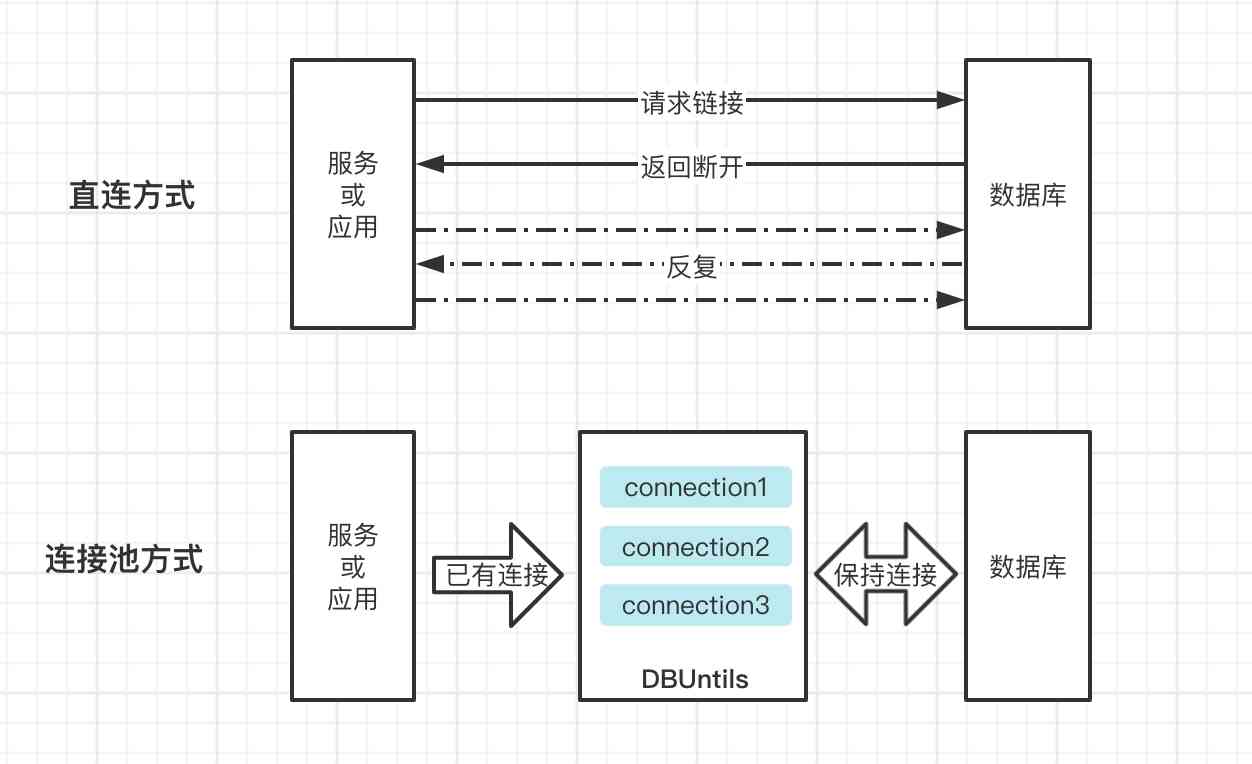 直连方式
服务
或
应用
请求链接
返回断开
反复
数据库
连接池方式
服务
或
应用
已有连接
connection1
connection2
connection3
DBUntils
保持连接
数据库